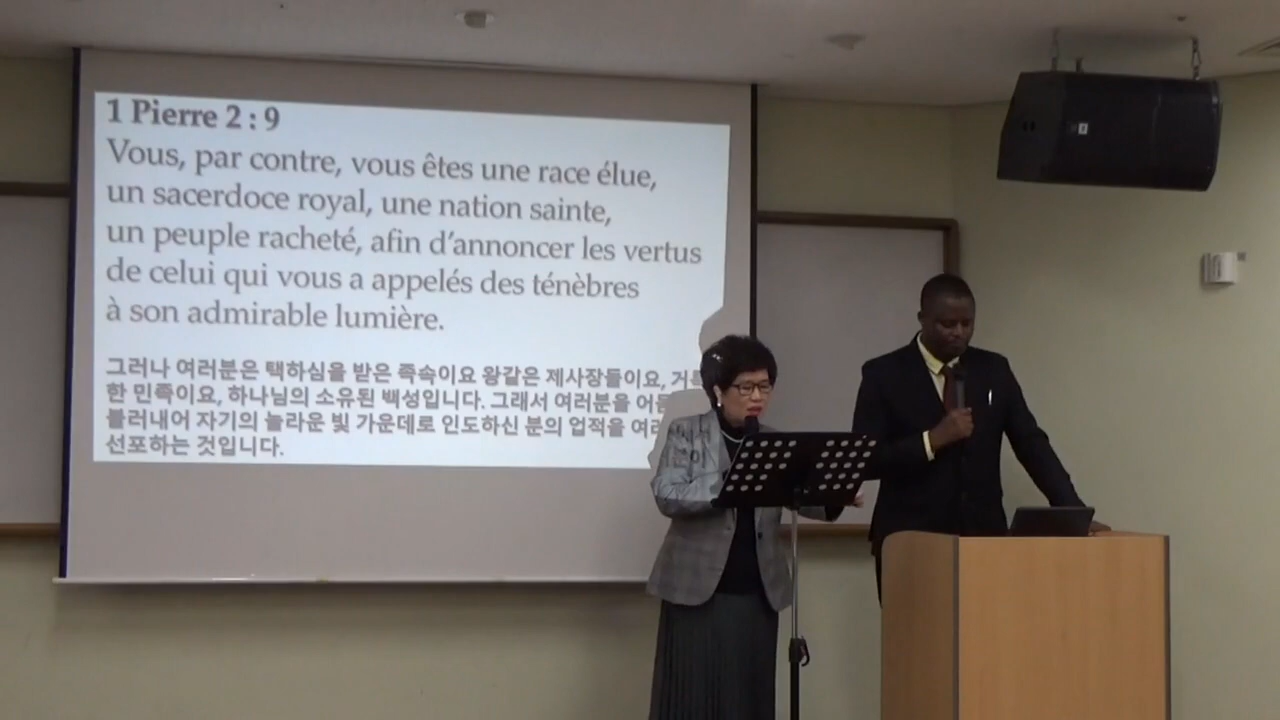 1 Pierre 2 : 9
Vous, par contre, vous êtes une race élue,
un sacerdoce royal, une nation sainte,
un peuple racheté, afin d’annoncer les vertus
de celui qui vous a appelés des ténèbres
à son admirable lumière.
그러나 여러분은 택하심을 받은 족속이요 왕같은 제사장들이요, 거룩
한 민족이요, 하나님의 소유된 백성입니다. 그래서 여러분을 어둠
불러내어 자기의 놀라운 빛 가운데로 인도하신 분의 업적을
선포하는 것입니다.